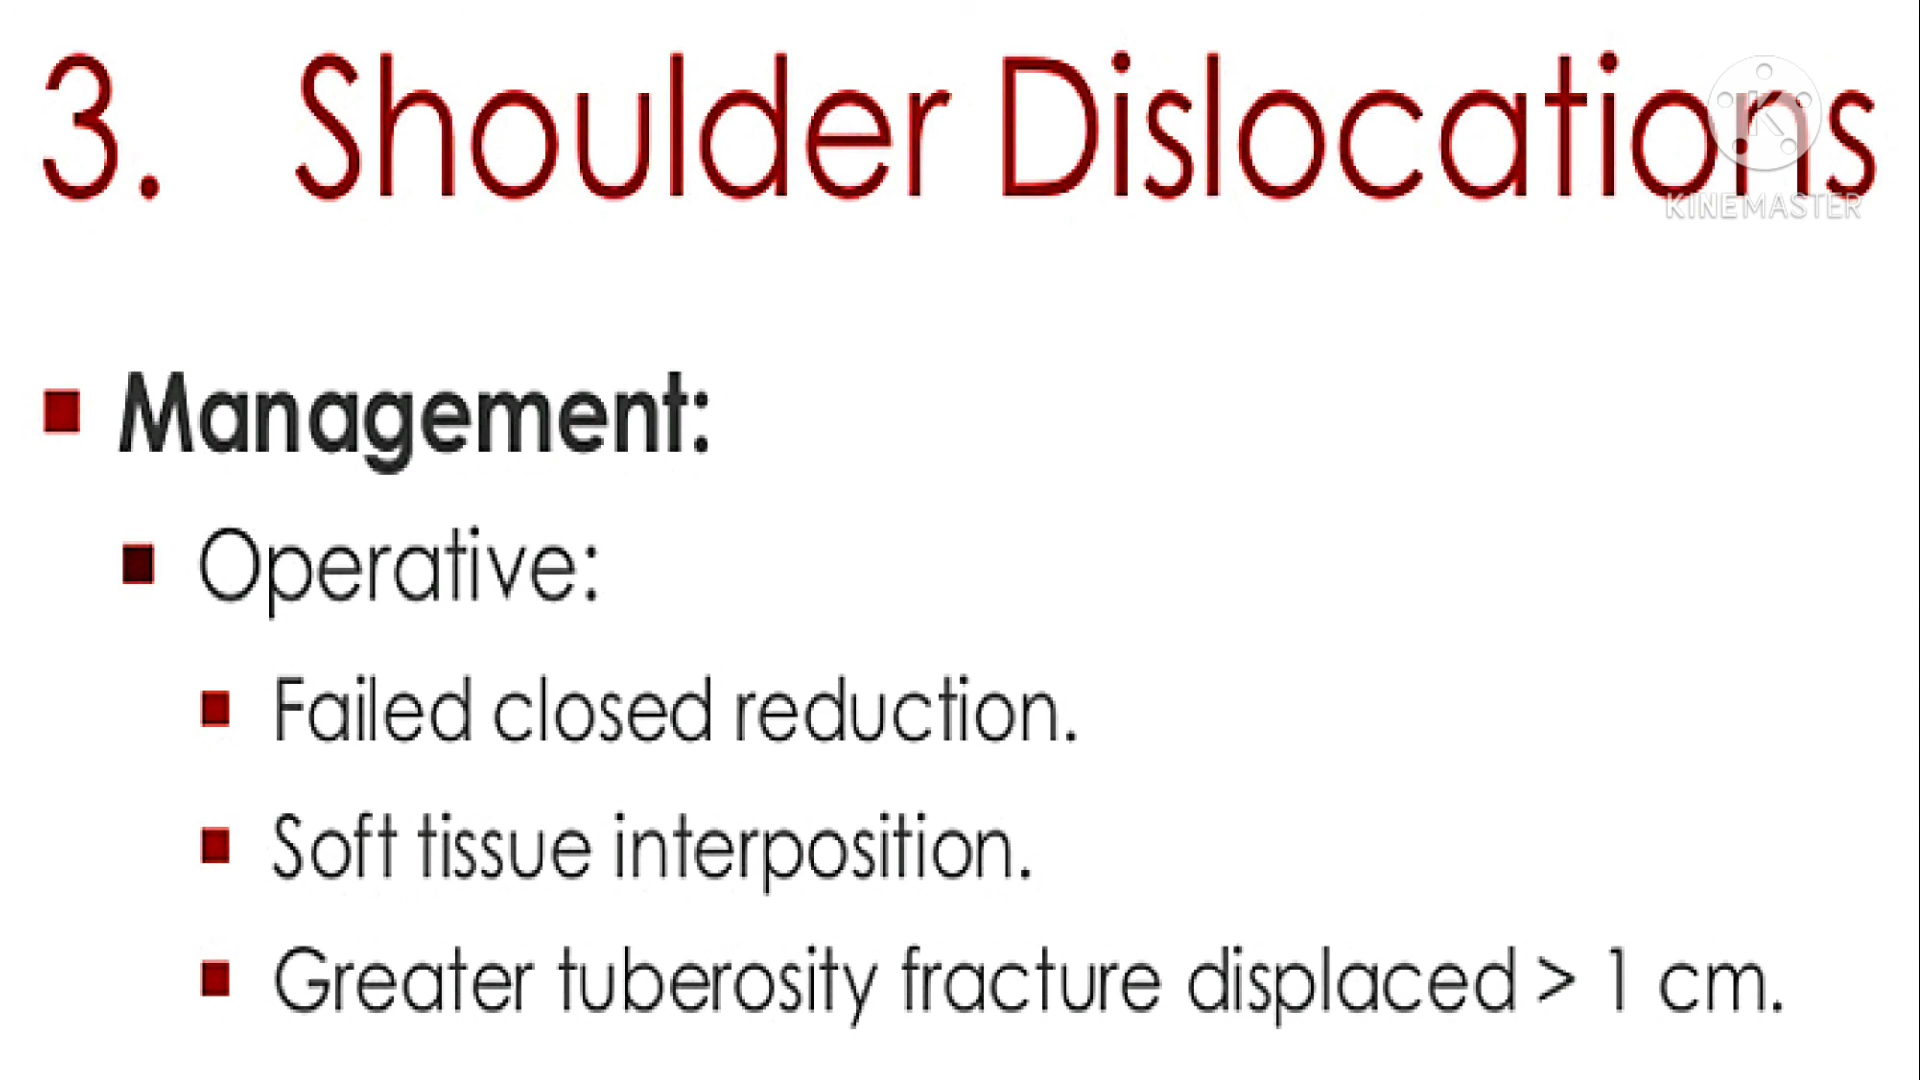 3. Shoulder Dislocations
KINEMASTER
Management:
Operative:
Failed closed reduction.
Soft tissue interposition.
Greater tuberosity fracture displaced > 1 cm.